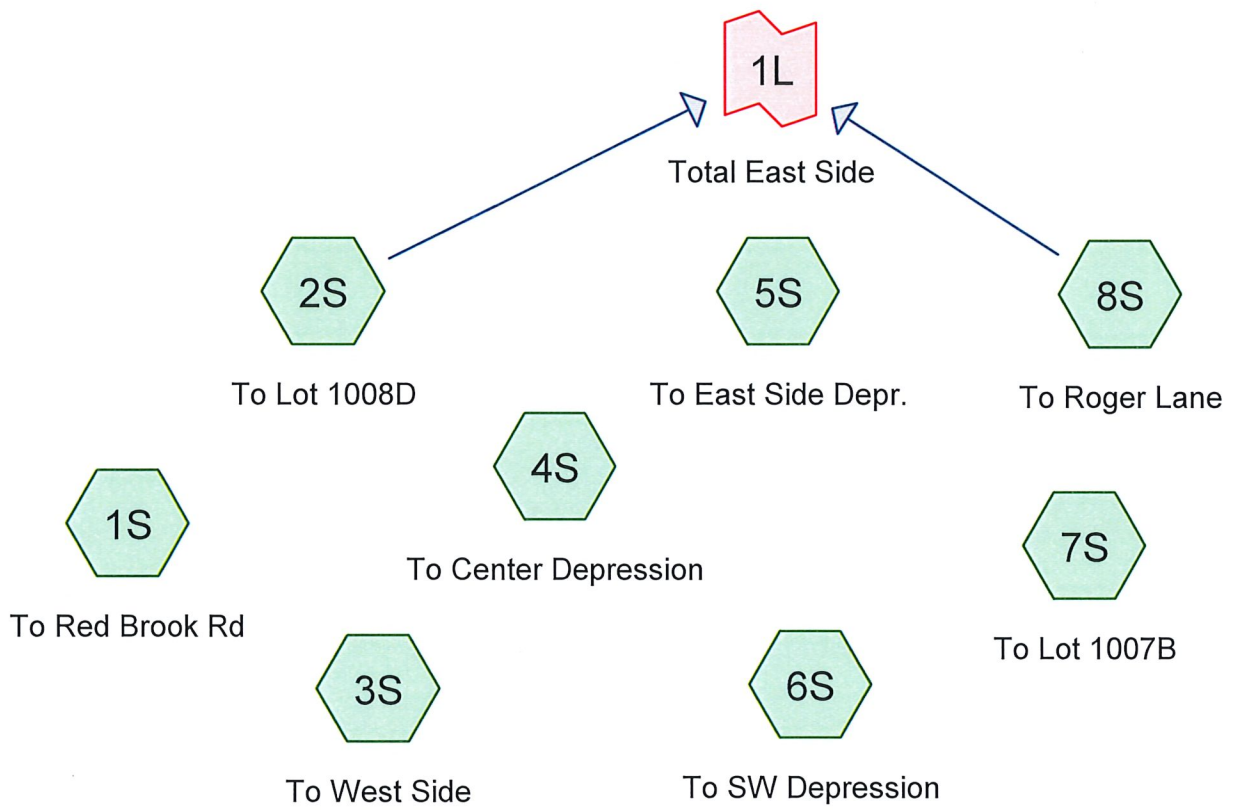 1L
Total East Side
2S
To Lot 1008D
5S
To East Side Depr.
8S
To Roger Lane
4S
To Center Depression
1S
To Red Brook Rd
7S
To Lot 1007B
3S
To West Side
6S
To SW Depression